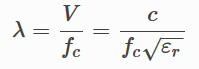 λ = V / f_c = c / (f_c √ε_r)